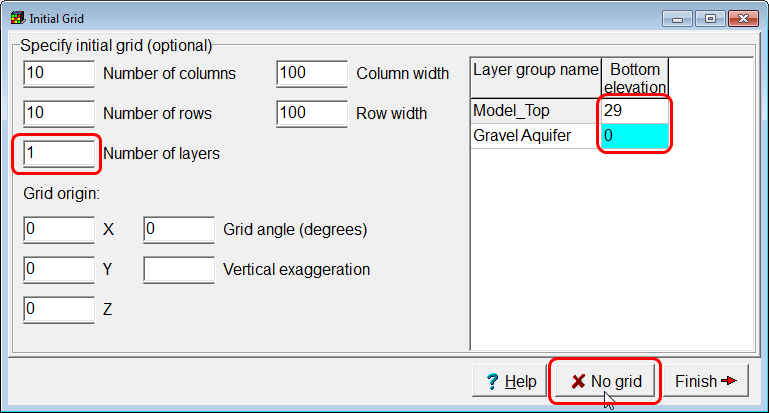 Initial Grid
Specify initial grid (optional)
10 Number of columns 100 Column width
10 Number of rows 100 Row width
1 Number of layers
Grid origin:
0 X 0 Grid angle (degrees)
0 Y Vertical exaggeration
0 Z
Layer group name Bottom elevation
Model_Top 29
Gravel Aquifer 0
? Help No grid Finish